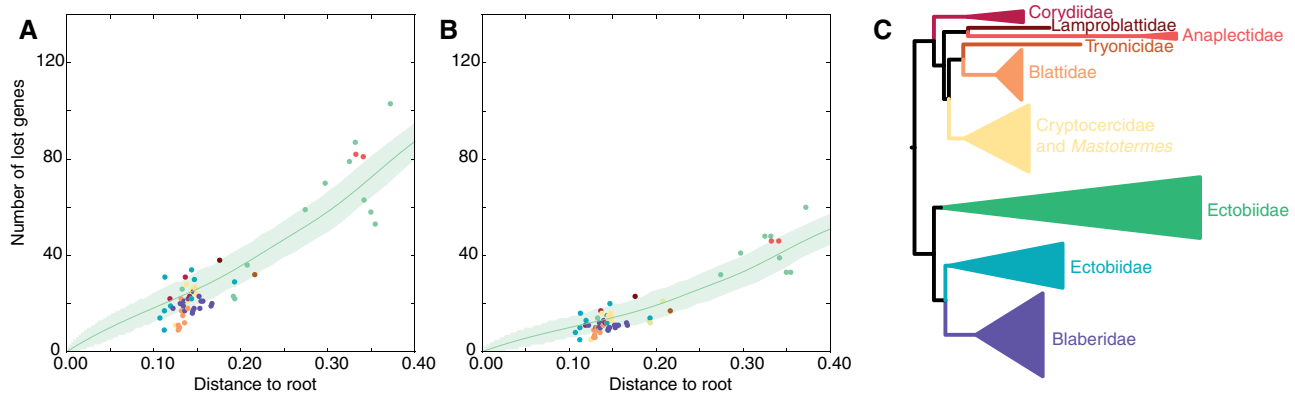 A
B
C
Number of lost genes
120
80
40
0
0.00
0.10
0.20
0.30
0.40
Distance to root
120
80
40
0
0.00
0.10
0.20
0.30
0.40
Distance to root
Corydiidae
Lamproblattidae
Anaplectidae
Tryonicidae
Blattidae
Cryptocercidae
and Mastotermes
Ectobiidae
Ectobiidae
Blaberidae